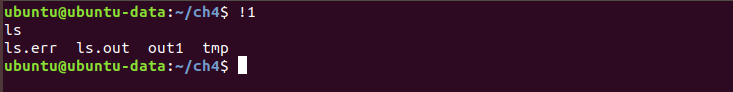 ubuntu@ubuntu-data:~/ch4$ !1
ls
ls.err  ls.out  out1  tmp
ubuntu@ubuntu-data:~/ch4$